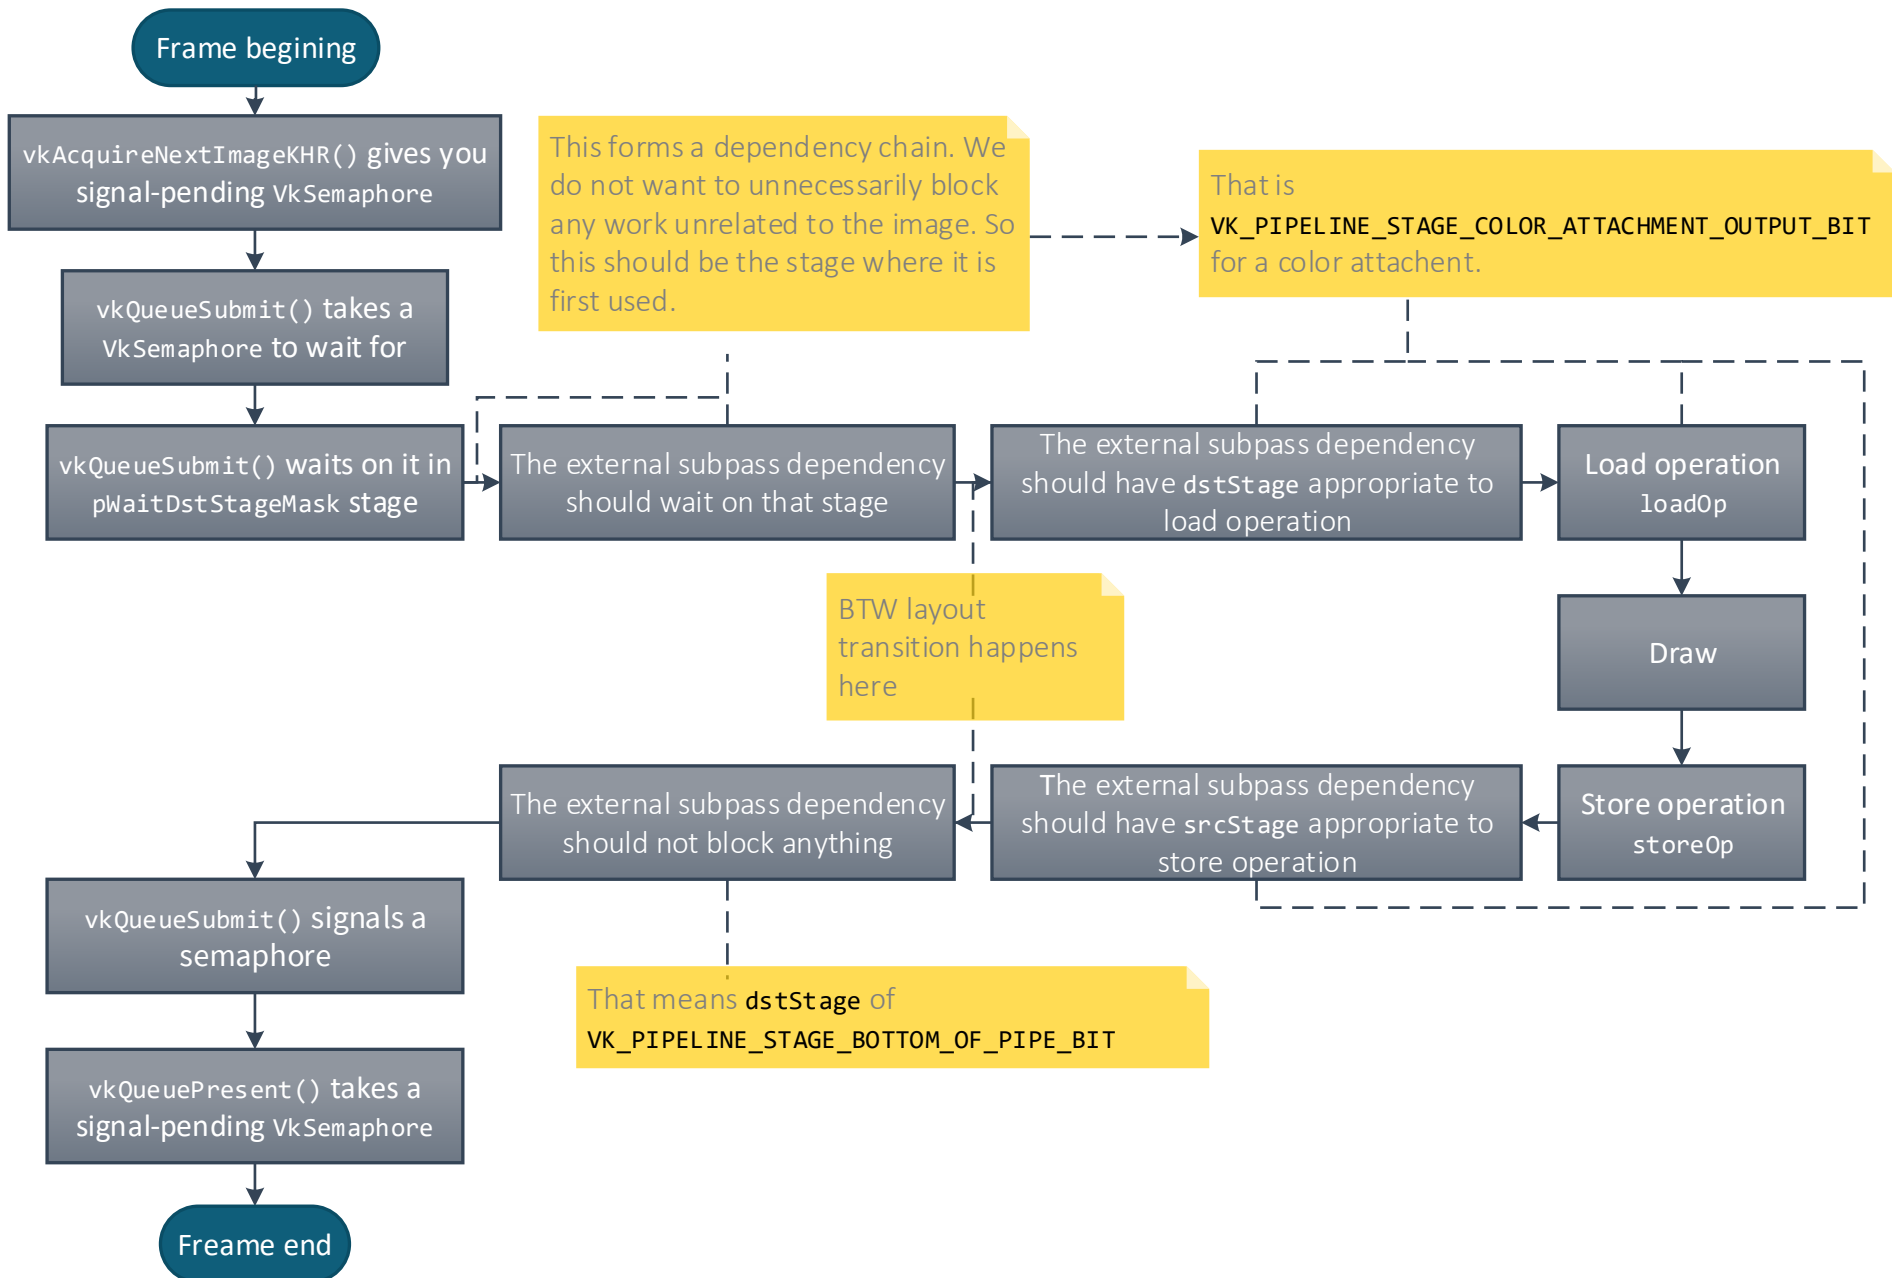 Frame begining
vkAcquireNextImageKHR() gives you
signal-pending VkSemaphore
vkQueueSubmit() takes a
VkSemaphore to wait for
vkQueueSubmit() waits on it in
pWaitDstStageMask stage
This forms a dependency chain. We
do not want to unnecessarily block
any work unrelated to the image. So
this should be the stage where it is
first used.
That is
VK_PIPELINE_STAGE_COLOR_ATTACHMENT_OUTPUT_BIT
for a color attachent.
The external subpass dependency
should wait on that stage
The external subpass dependency
should have dstStage appropriate to
load operation
Load operation
loadOp
BTW layout
transition happens
here
Draw
Store operation
storeOp
The external subpass dependency
should have srcStage appropriate to
store operation
The external subpass dependency
should not block anything
That means dstStage of
VK_PIPELINE_STAGE_BOTTOM_OF_PIPE_BIT
vkQueueSubmit() signals a
semaphore
vkQueuePresent() takes a
signal-pending VkSemaphore
Freame end